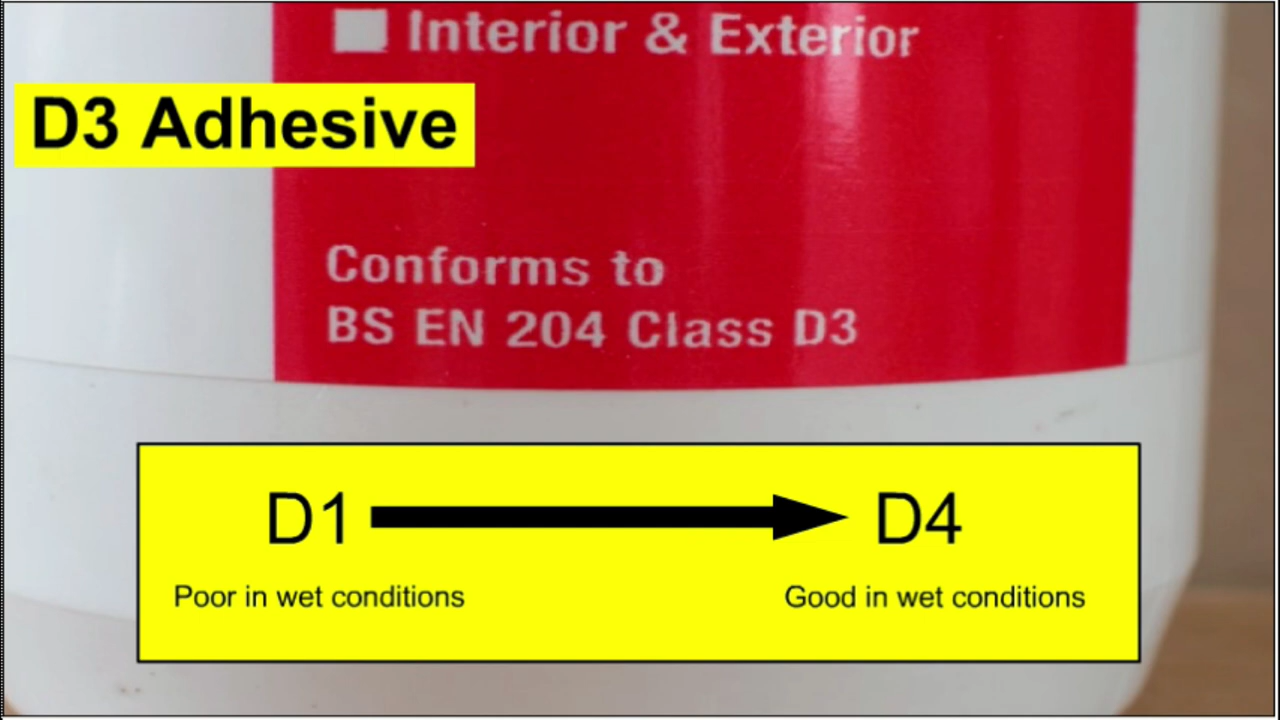 Interior & Exterior
D3 Adhesive
Conforms to
BS EN 204 Class D3
D1 D4
Poor in wet conditions Good in wet conditions